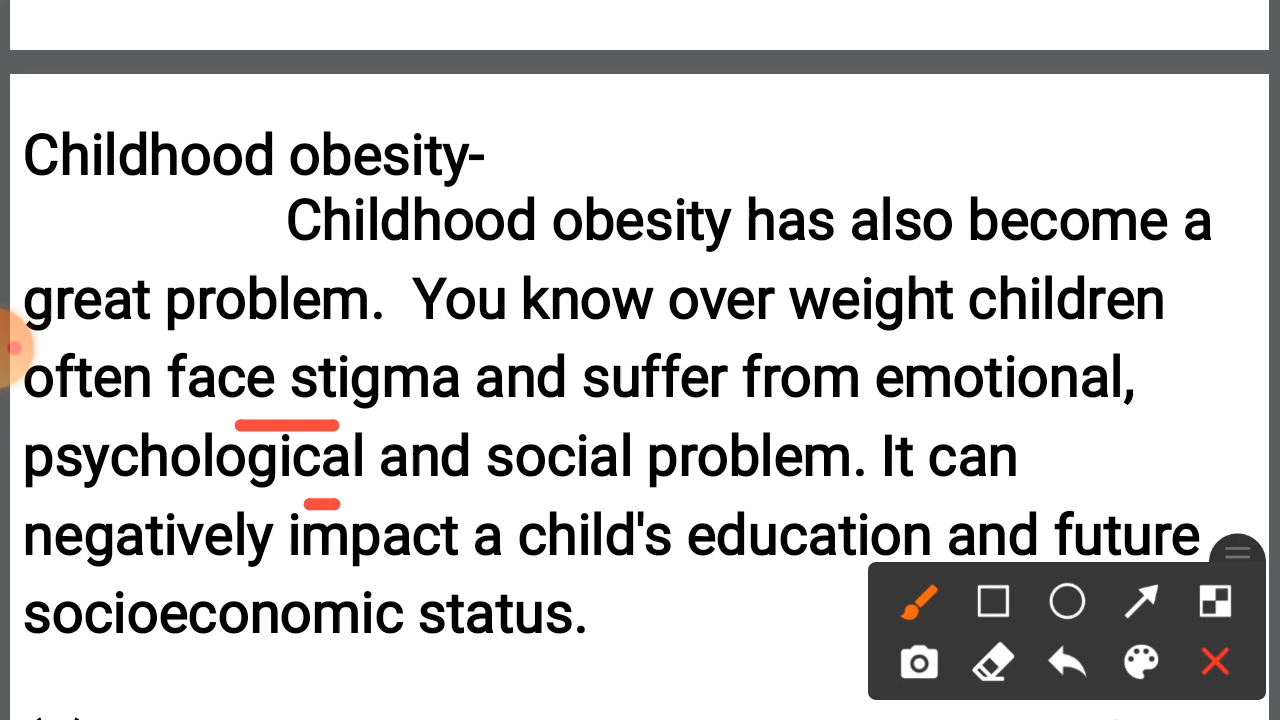 Childhood obesity-
Childhood obesity has also become a
great problem.  You know over weight children
often face stigma and suffer from emotional,
psychological and social problem. It can
negatively impact a child's education and future
socioeconomic status.